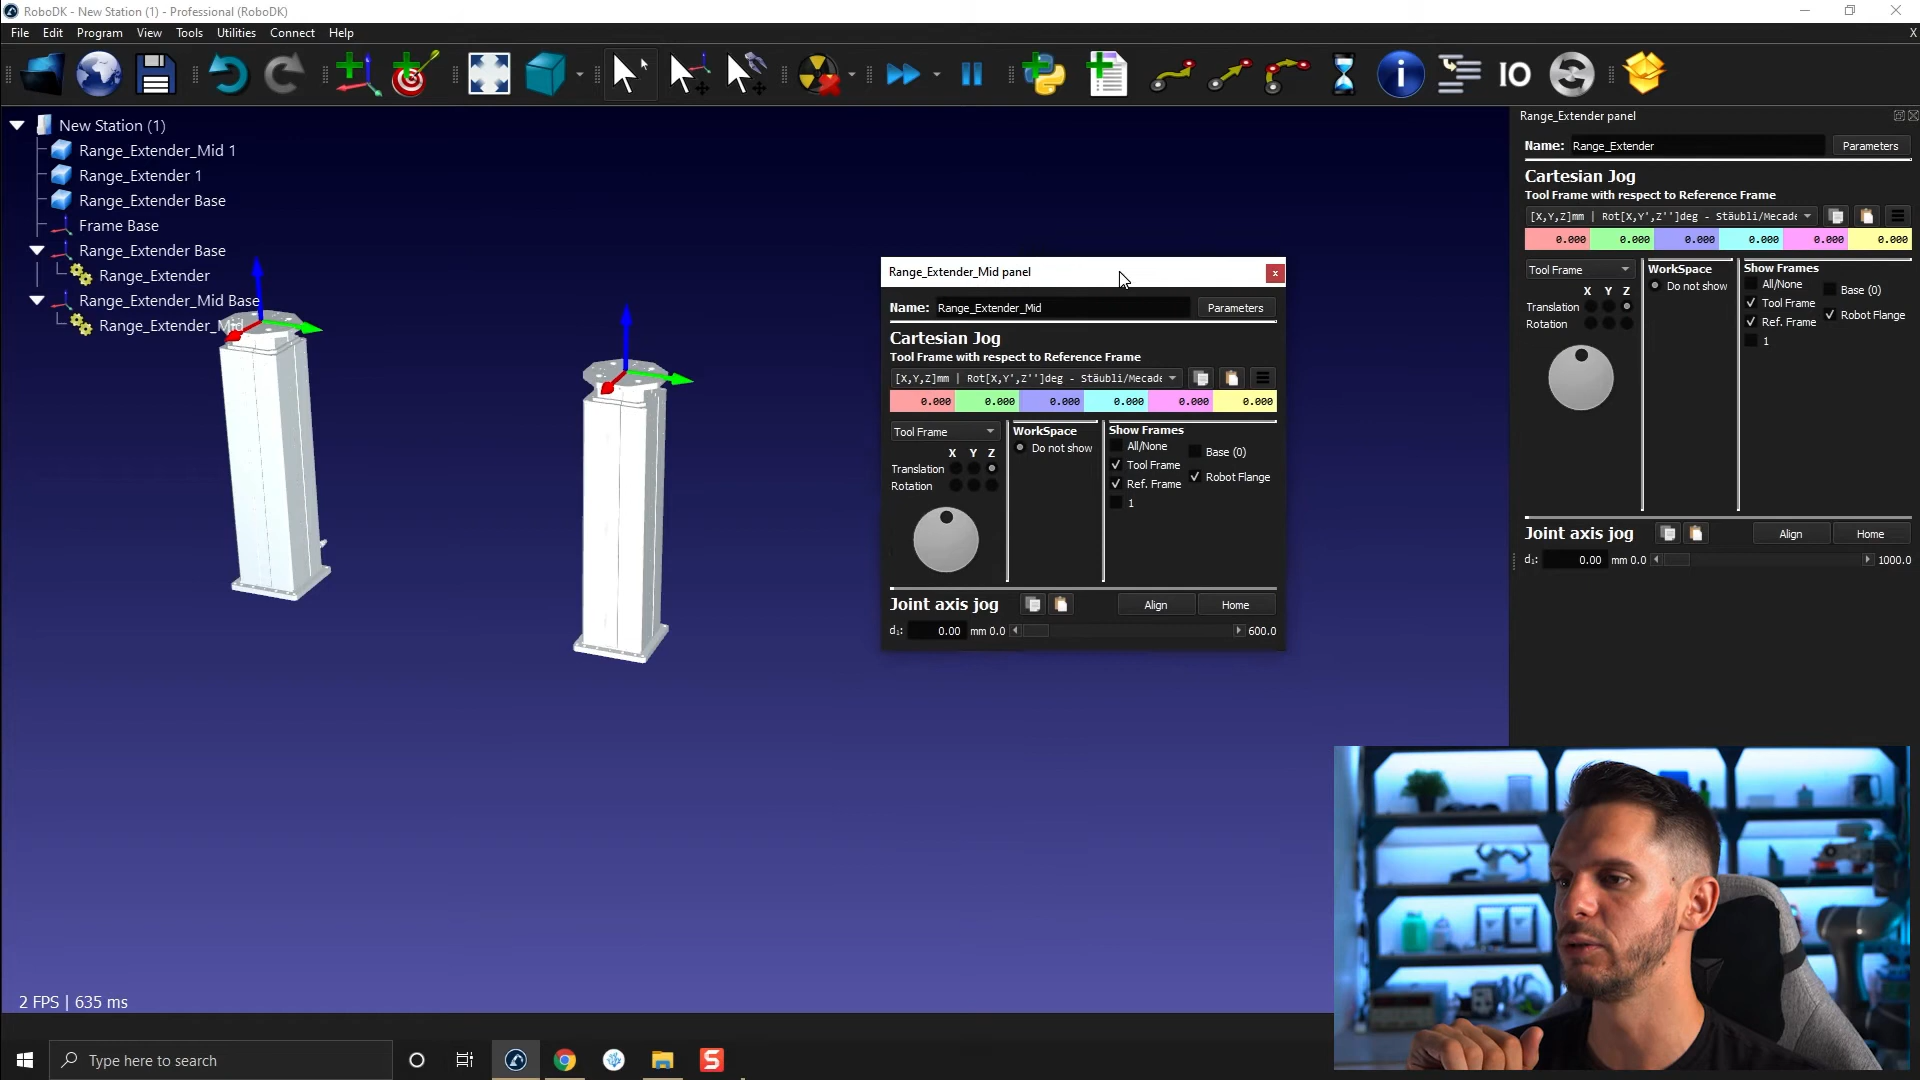 RoboDK - New Station (1) - Professional (RoboDK)
File Edit Program View Tools Utilities Connect Help
X
IO
New Station (1)
Range_Extender_Mid 1
Range_Extender 1
Range_Extender Base
Frame Base
Range_Extender Base
Range_Extender
Range_Extender_Mid Base
Range_Extender_Mid
Range_Extender_Mid panel
Name: Range_Extender_Mid Parameters
Cartesian Jog
Tool Frame with respect to Reference Frame
[X,Y,Z]mm | Rot[X,Y',Z'']deg - Stäubli/Mecade
0.000 0.000 0.000 0.000 0.000 0.000
Tool Frame WorkSpace Show Frames
Do not show All/None Base (0)
X Y Z
Translation Tool Frame
Rotation Ref. Frame Robot Flange
1
Joint axis jog Align Home
d₁: 0.00 mm 0.0 600.0
Range_Extender panel
Name: Range_Extender Parameters
Cartesian Jog
Tool Frame with respect to Reference Frame
[X,Y,Z]mm | Rot[X,Y',Z'']deg - Stäubli/Mecade
0.000 0.000 0.000 0.000 0.000 0.000
Tool Frame WorkSpace Show Frames
Do not show All/None Base (0)
X Y Z
Translation Tool Frame
Rotation Ref. Frame Robot Flange
1
Joint axis jog Align Home
d₁: 0.00 mm 0.0 1000.0
2 FPS | 635 ms
Type here to search
S